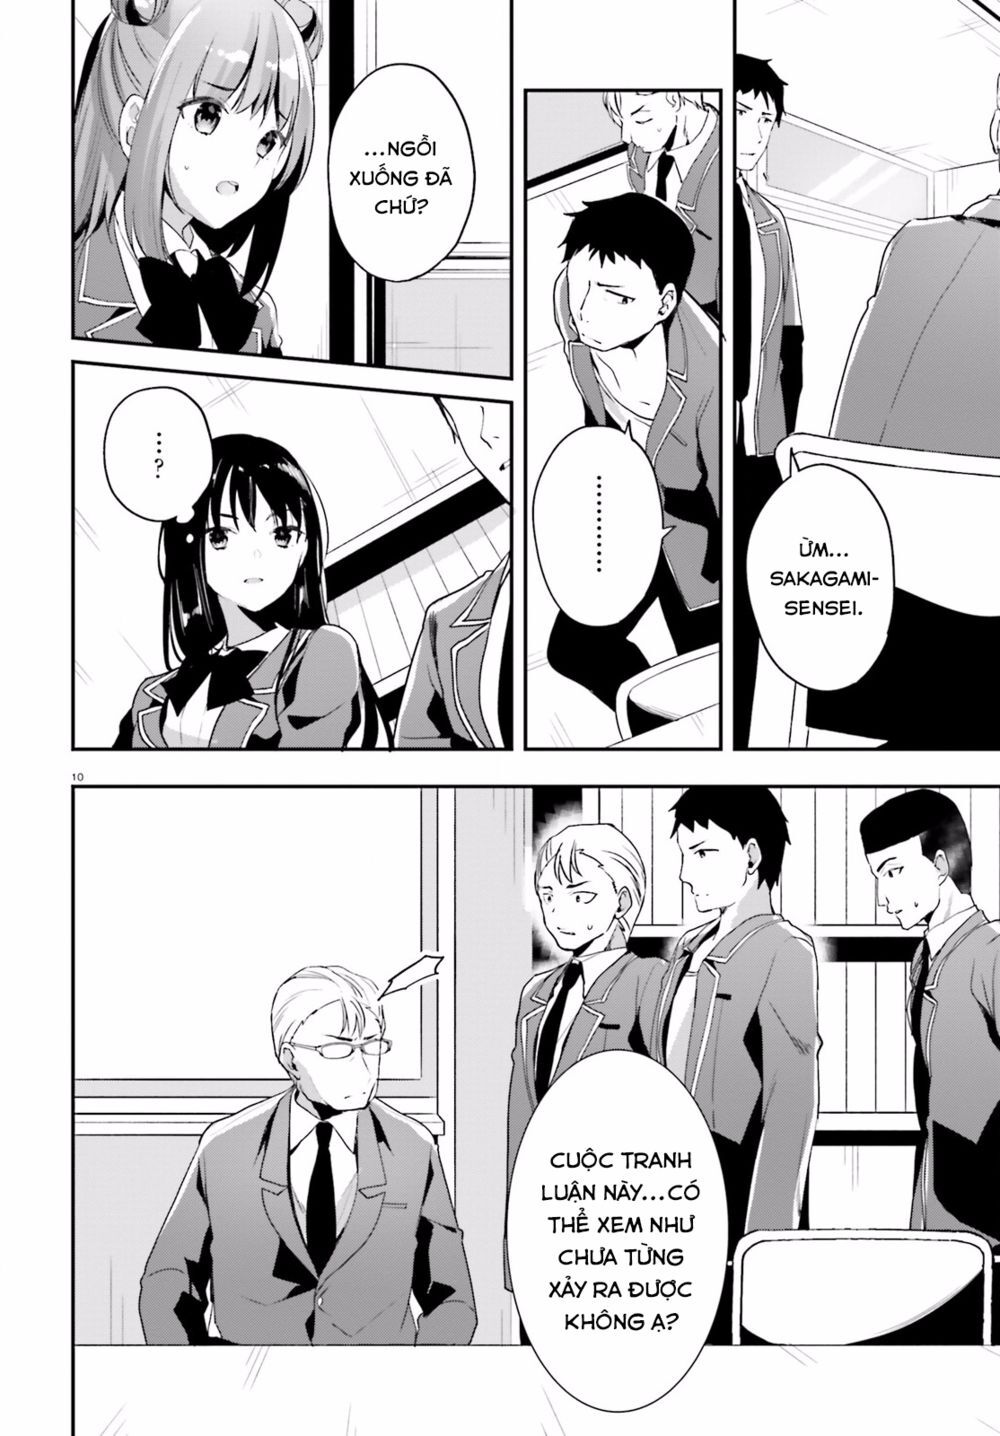 ỪM...
SAKAGAMI-
SENSEI.
..........
...NGỒI
XUỐNG ĐÃ
CHỨ?
...?
10
CUỘC TRANH
LUẬN NÀY...CÓ
THỂ XEM NHƯ
CHƯA TỪNG
XẢY RA ĐƯỢC
KHÔNG Ạ?